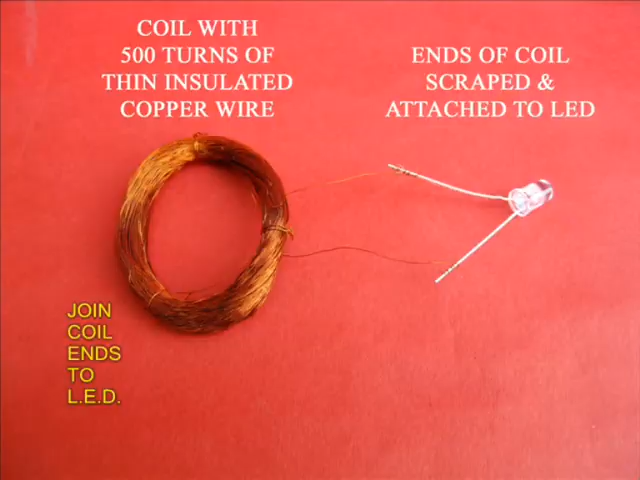 COIL WITH
500 TURNS OF
THIN INSULATED
COPPER WIRE
ENDS OF COIL
SCRAPED &
ATTACHED TO LED
JOIN
COIL
ENDS
TO
L.E.D.